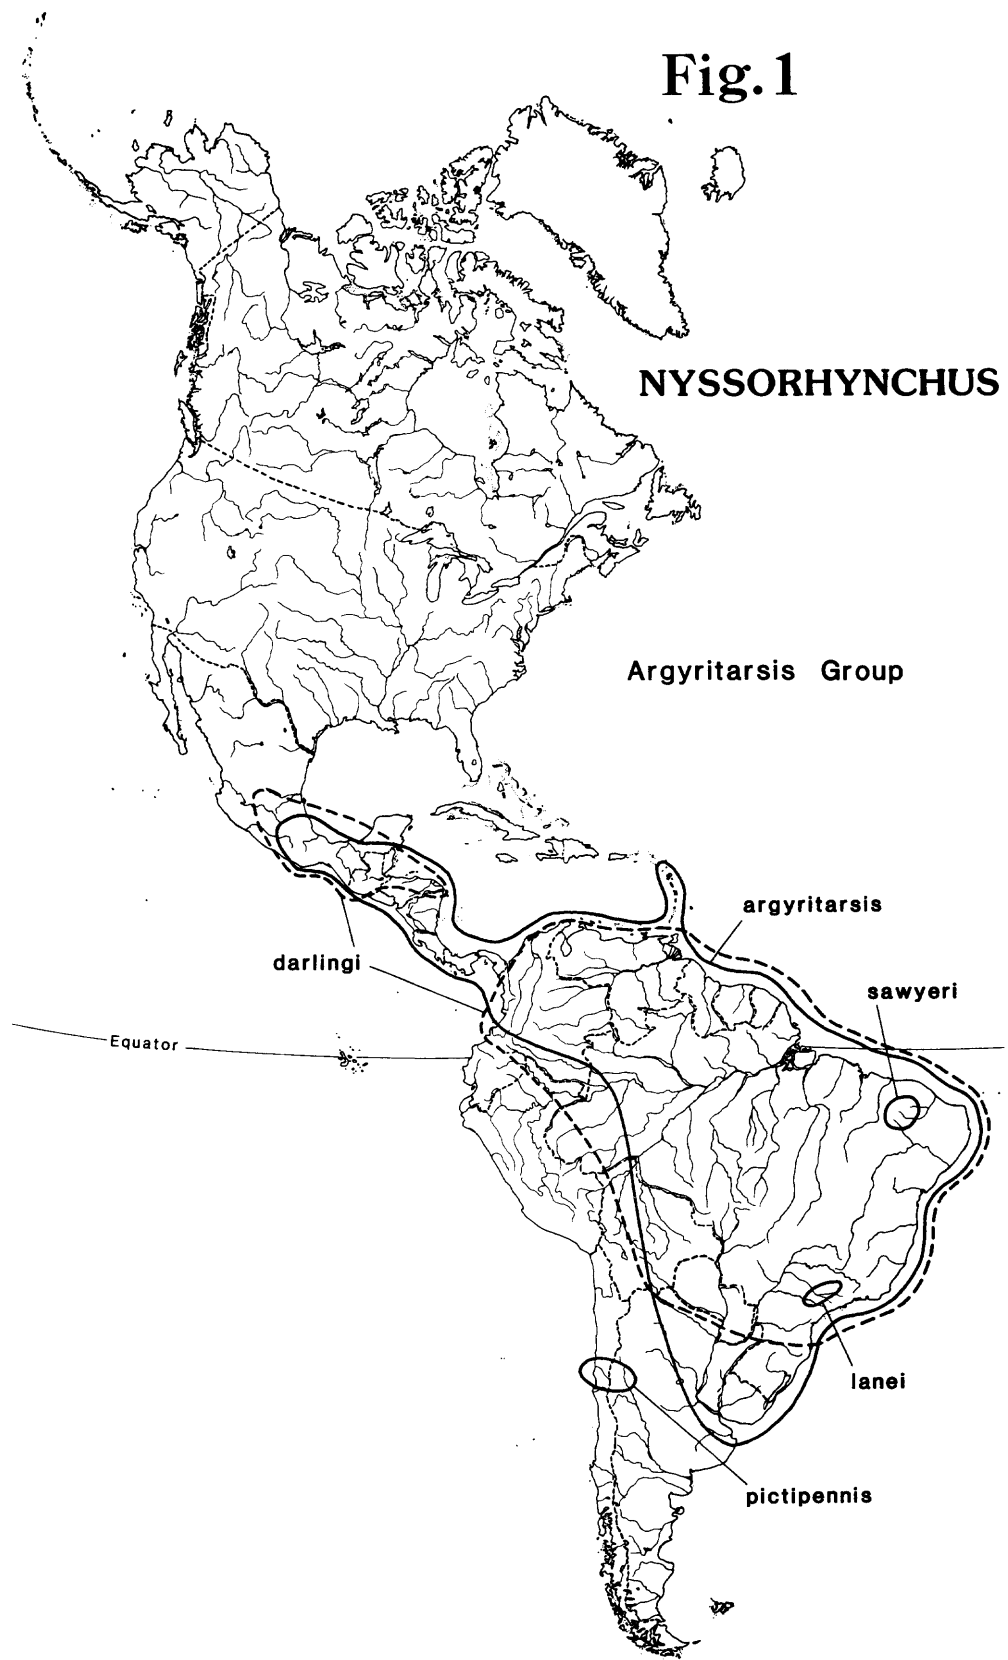 Fig.1
NYSSORHYNCHUS
Argyritarsis Group
argyritarsis
darlingi
sawyeri
Equator
lanei
pictipennis